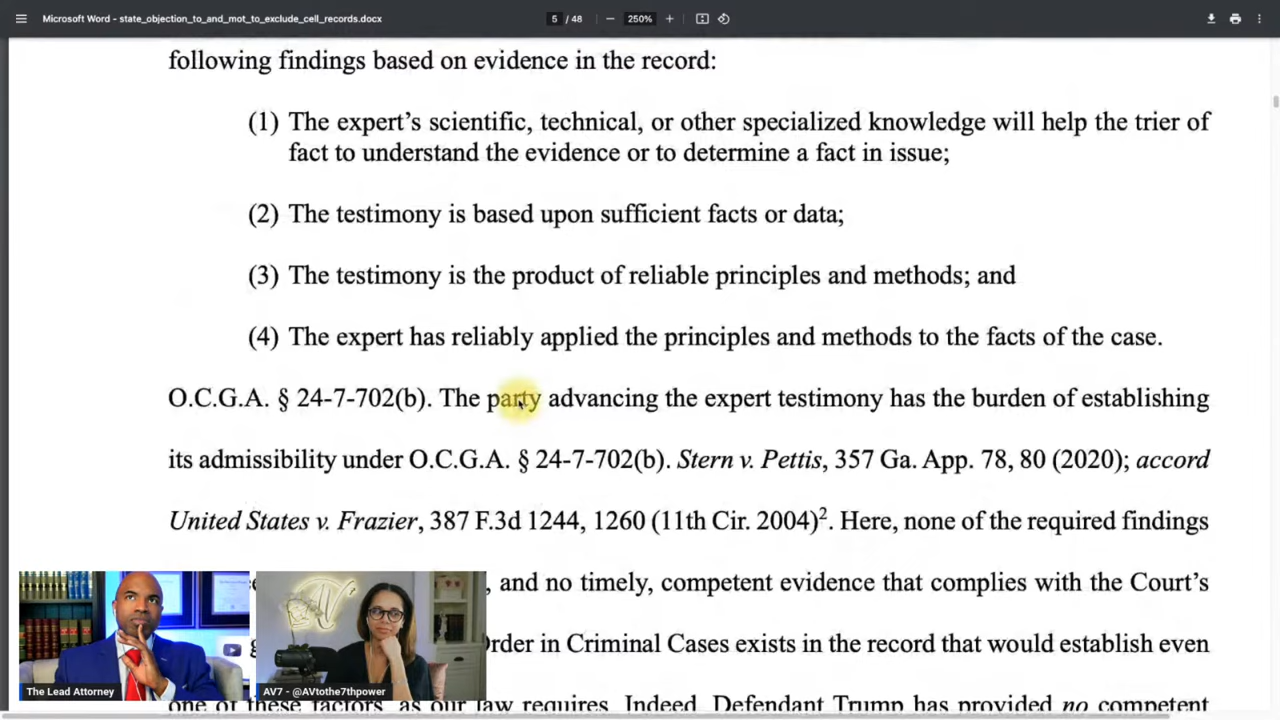 Microsoft Word - state_objection_to_and_mot_to_exclude_cell_records.docx
5 / 48
250%
following findings based on evidence in the record:
(1) The expert's scientific, technical, or other specialized knowledge will help the trier of
fact to understand the evidence or to determine a fact in issue;
(2) The testimony is based upon sufficient facts or data;
(3) The testimony is the product of reliable principles and methods; and
(4) The expert has reliably applied the principles and methods to the facts of the case.
O.C.G.A. § 24-7-702(b). The party advancing the expert testimony has the burden of establishing
its admissibility under O.C.G.A. § 24-7-702(b). Stern v. Pettis, 357 Ga. App. 78, 80 (2020); accord
United States v. Frazier, 387 F.3d 1244, 1260 (11th Cir. 2004)². Here, none of the required findings
, and no timely, competent evidence that complies with the Court's
Order in Criminal Cases exists in the record that would establish even
one of these factors, as our law requires. Indeed, Defendant Trump has provided no competent
The Lead Attorney
AV7 - @AVtothe7thpower